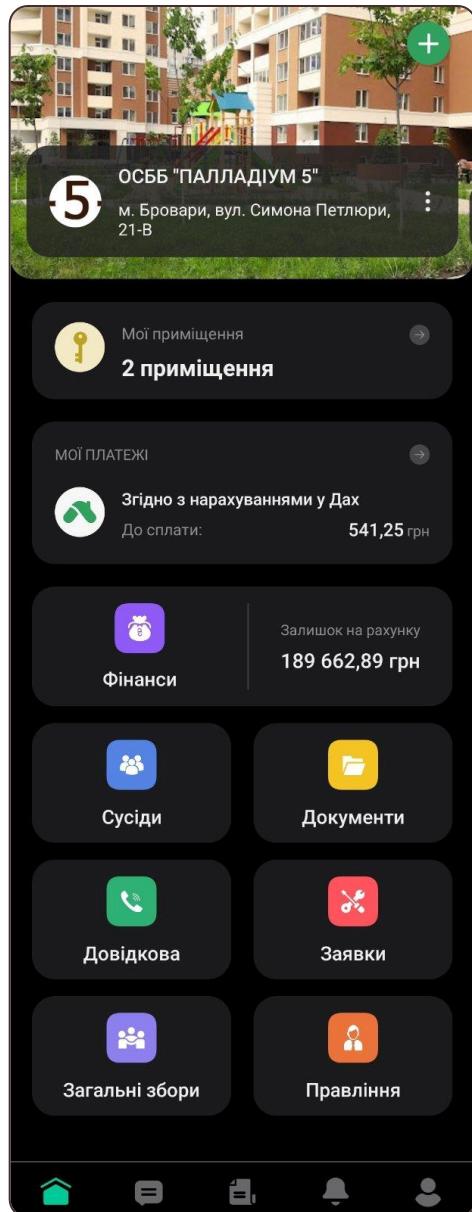 ОСББ "ПАЛЛАДІУМ 5"
5
м. Бровари, вул. Симона Петлюри,
21-В
Мої приміщення
2 приміщення
МОЇ ПЛАТЕЖІ
Згідно з нарахуваннями у Дах
До сплати: 541,25 грн
Фінанси
Залишок на рахунку
189 662,89 грн
Сусіди
Документи
Довідкова
Заявки
Загальні збори
Правління